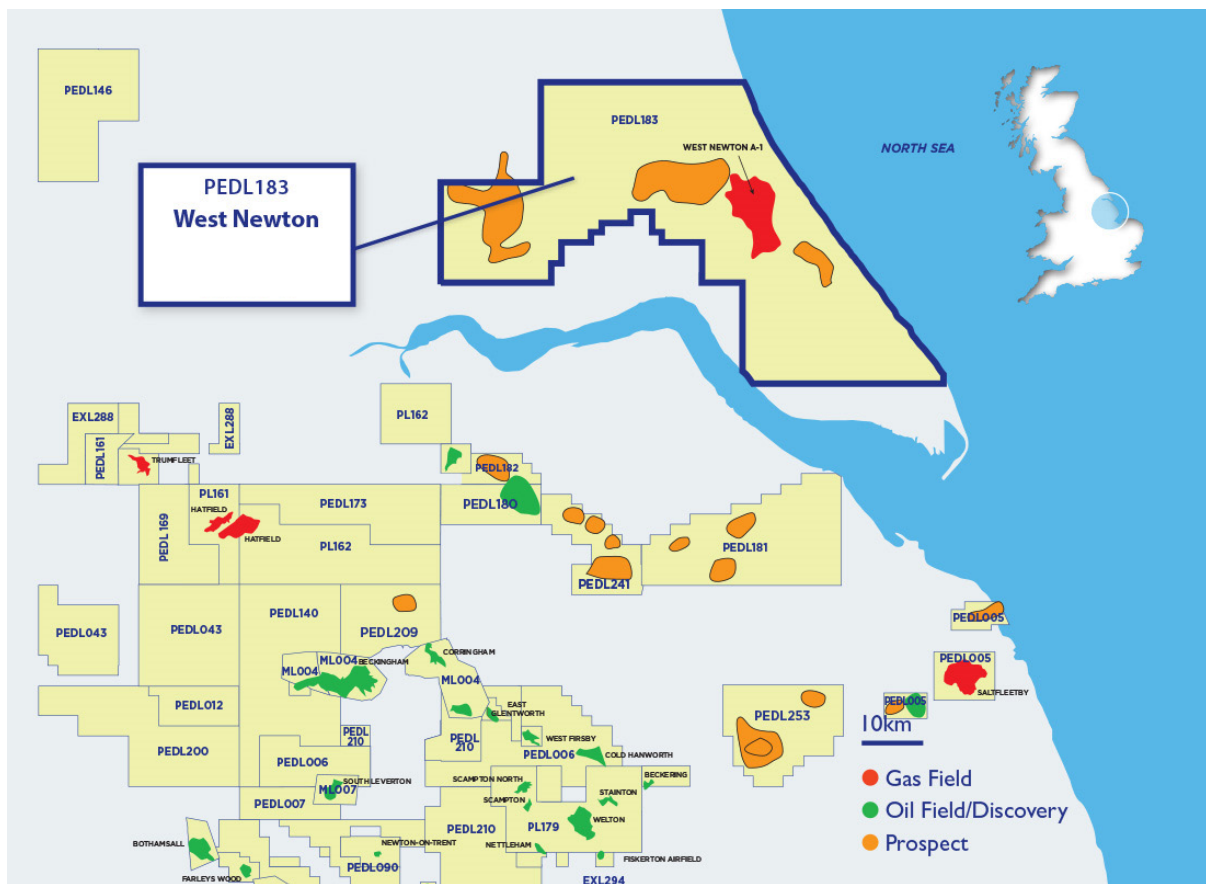 PEDL146
PEDL183
WEST NEWTON A-1
NORTH SEA
PEDL183
West Newton
EXL288
EXL288
PL162
PEDL161
TRUMFLEET
PEDL182
PL161
HATFIELD
PEDL173
PEDL180
PEDL 169
HATFIELD
PL162
PEDL181
PEDL241
PEDL140
PEDL005
PEDL043
PEDL043
PEDL209
CORRINGHAM
ML004
BECKINGHAM
ML004
PEDL005
ML004
SALTFLEETBY
PEDL012
EAST
GLENTWORTH
PEDL005
PEDL253
PEDL
210
PEDL
210
WEST FIRSBY
10km
PEDL200
PEDL006
COLD HANWORTH
PEDL006
SCAMPTON NORTH
BECKERING
Gas Field
SOUTH LEVERTON
ML007
SCAMPTON
STAINTON
PEDL007
Oil Field/Discovery
WELTON
PEDL210
PL179
BOTHAMSALL
NEWTON-ON-TRENT
NETTLEHAM
Prospect
PEDL090
FISKERTON AIRFIELD
FARLEYS WOOD
EXL294